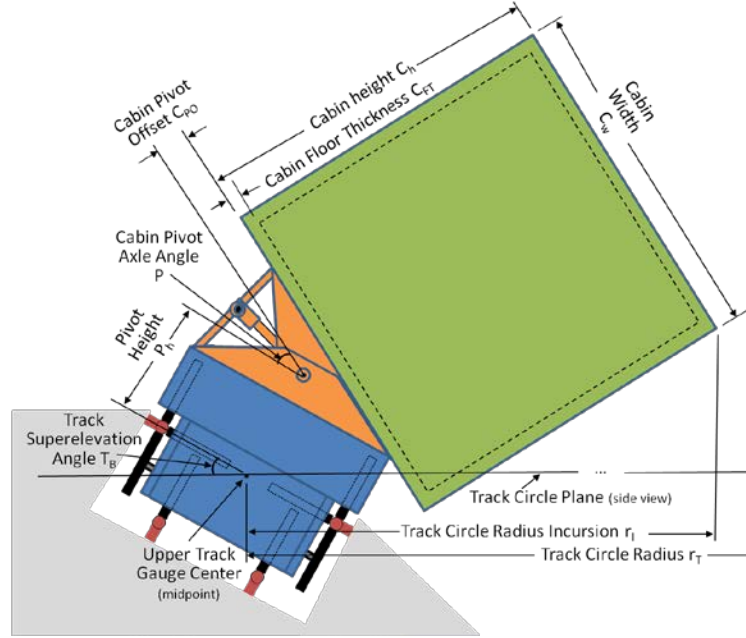 Cabin Pivot
Offset C_PO
Cabin height C_h
Cabin Floor Thickness C_FT
Cabin
Width
C_w
Cabin Pivot
Axle Angle
P
Pivot
Height
P_h
Track
Superelevation
Angle T_B
...
Track Circle Plane (side view)
Track Circle Radius Incursion r_I
Upper Track
Gauge Center
(midpoint)
Track Circle Radius r_T